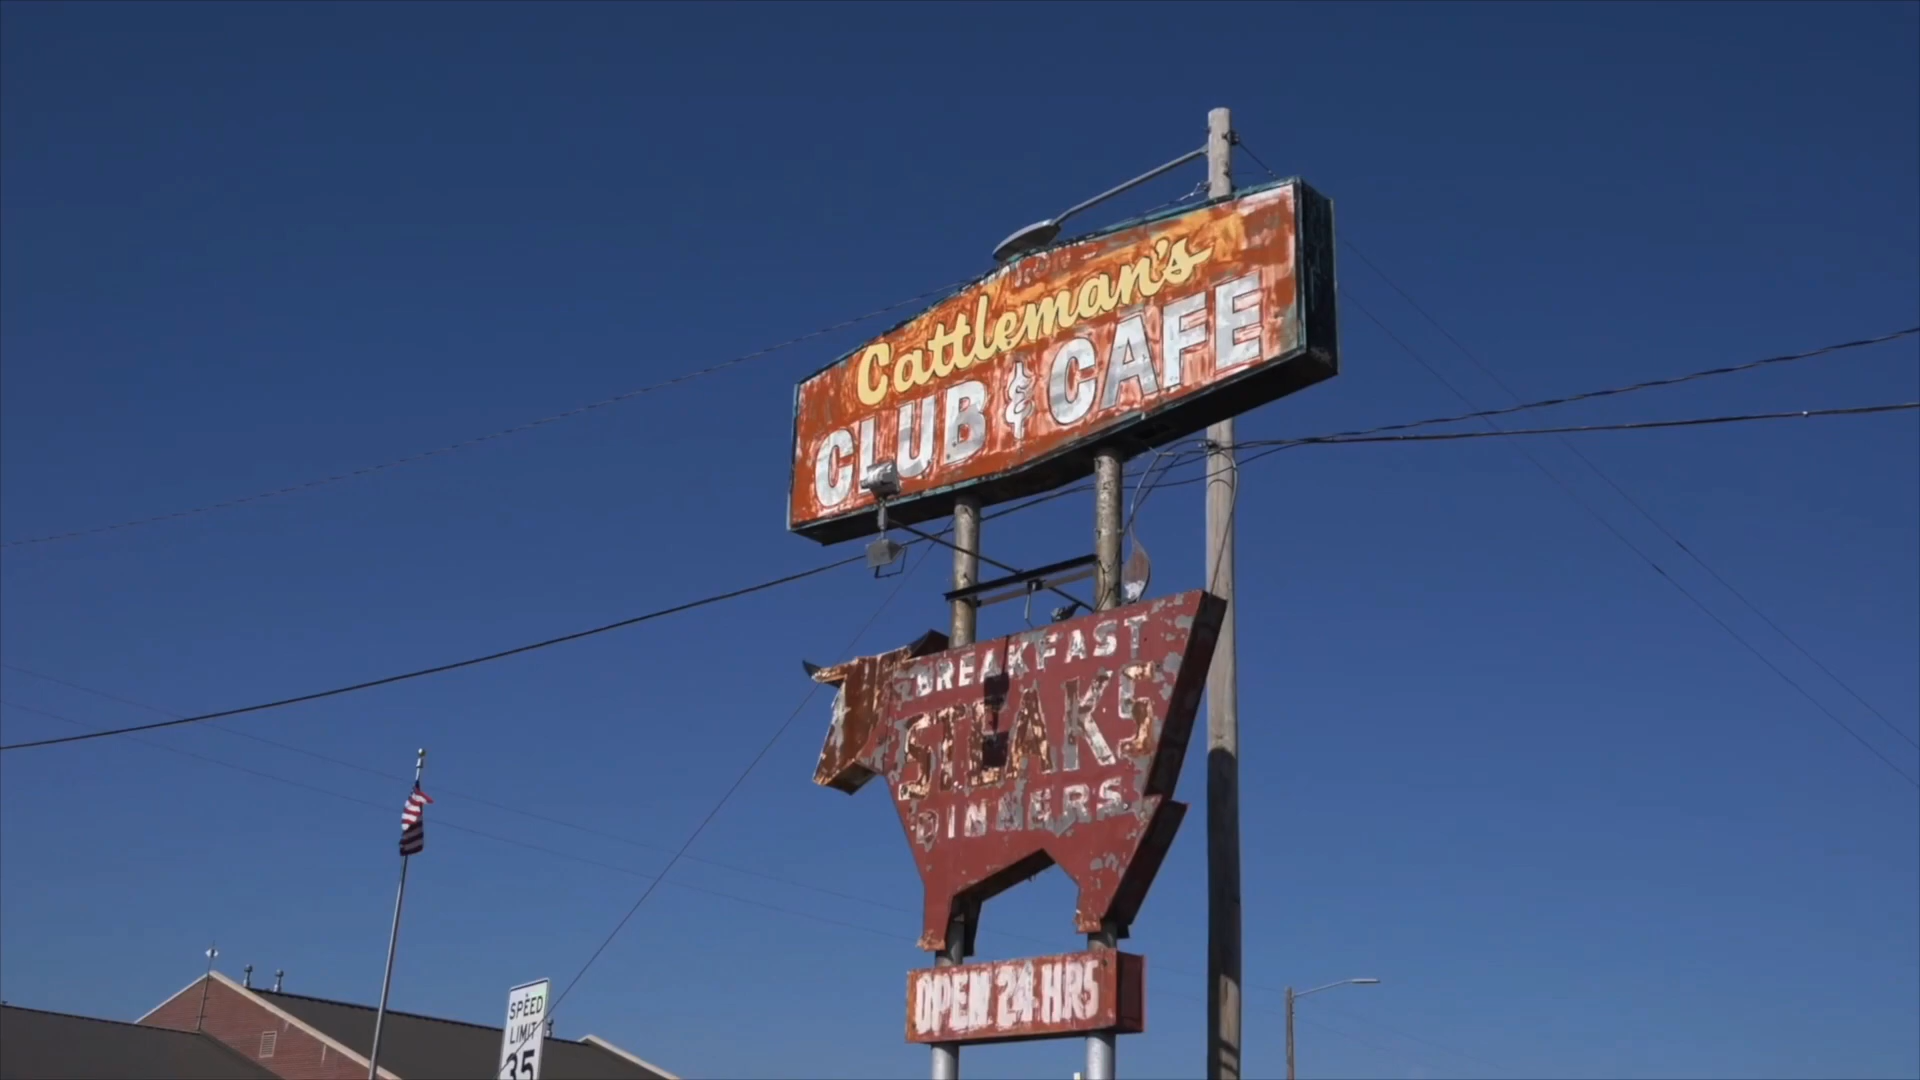 Cattleman's
CLUB & CAFE
BREAKFAST
STEAKS
DINNERS
OPEN 24 HRS
SPEED
LIMIT
35